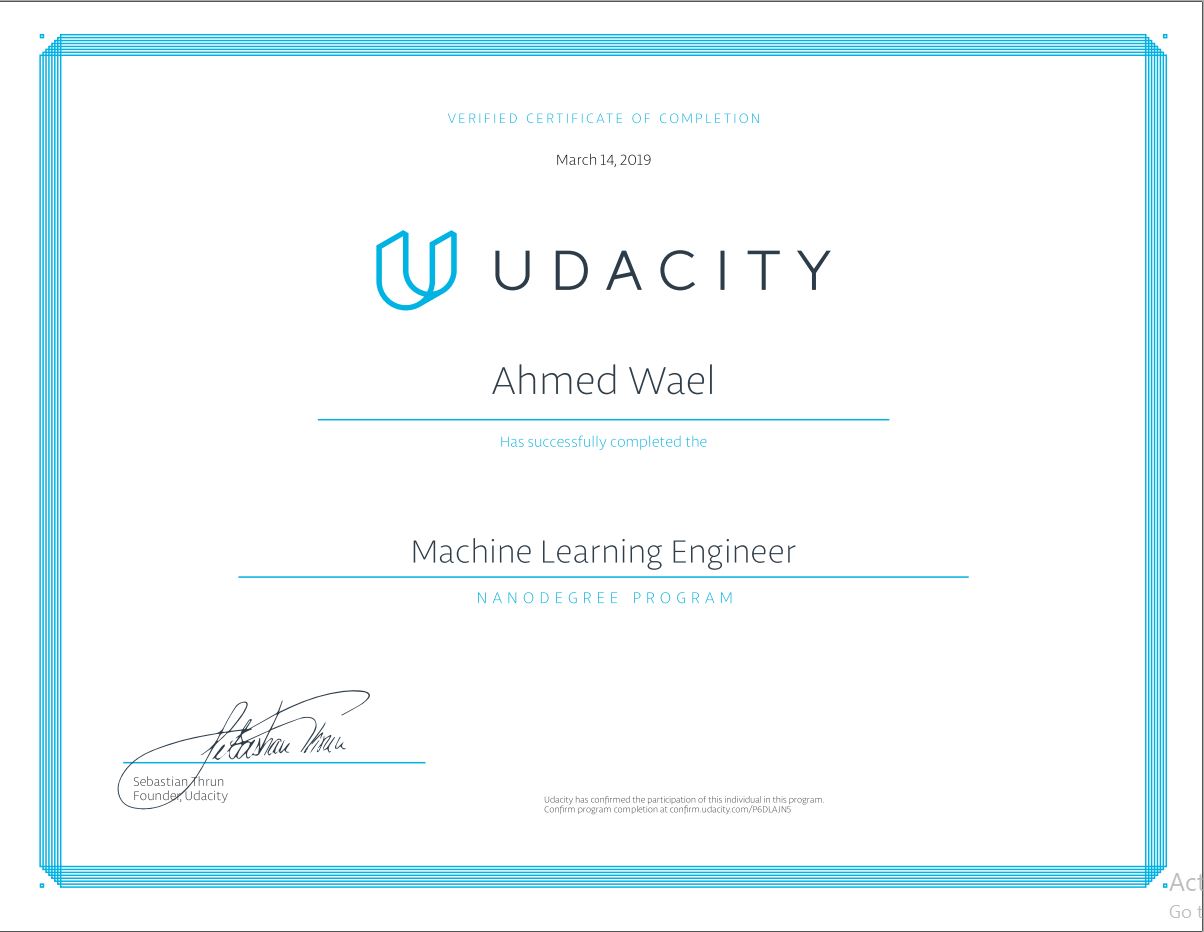 VERIFIED CERTIFICATE OF COMPLETION
March 14, 2019
UDACITY
Ahmed Wael
Has successfully completed the
Machine Learning Engineer
NANODEGREE PROGRAM
Sebastian Thrun
Sebastian Thrun
Founder, Udacity
Udacity has confirmed the participation of this individual in this program.
Confirm program completion at confirm.udacity.com/P6DLAJN5
Act
Go t